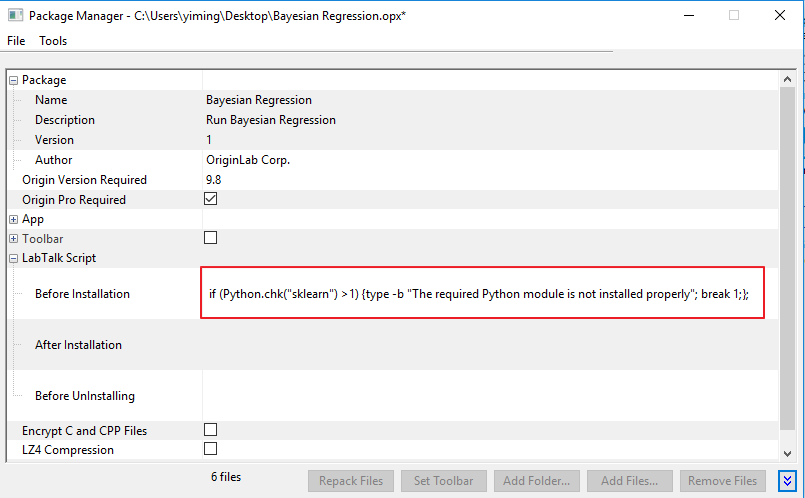 Package Manager - C:\Users\yiming\Desktop\Bayesian Regression.opx*
File Tools
Package
Name Bayesian Regression
Description Run Bayesian Regression
Version 1
Author OriginLab Corp.
Origin Version Required 9.8
Origin Pro Required
App
Toolbar
LabTalk Script
Before Installation if (Python.chk("sklearn") >1) {type -b "The required Python module is not installed properly"; break 1;};
After Installation
Before UnInstalling
Encrypt C and CPP Files
LZ4 Compression
6 files Repack Files Set Toolbar Add Folder... Add Files... Remove Files